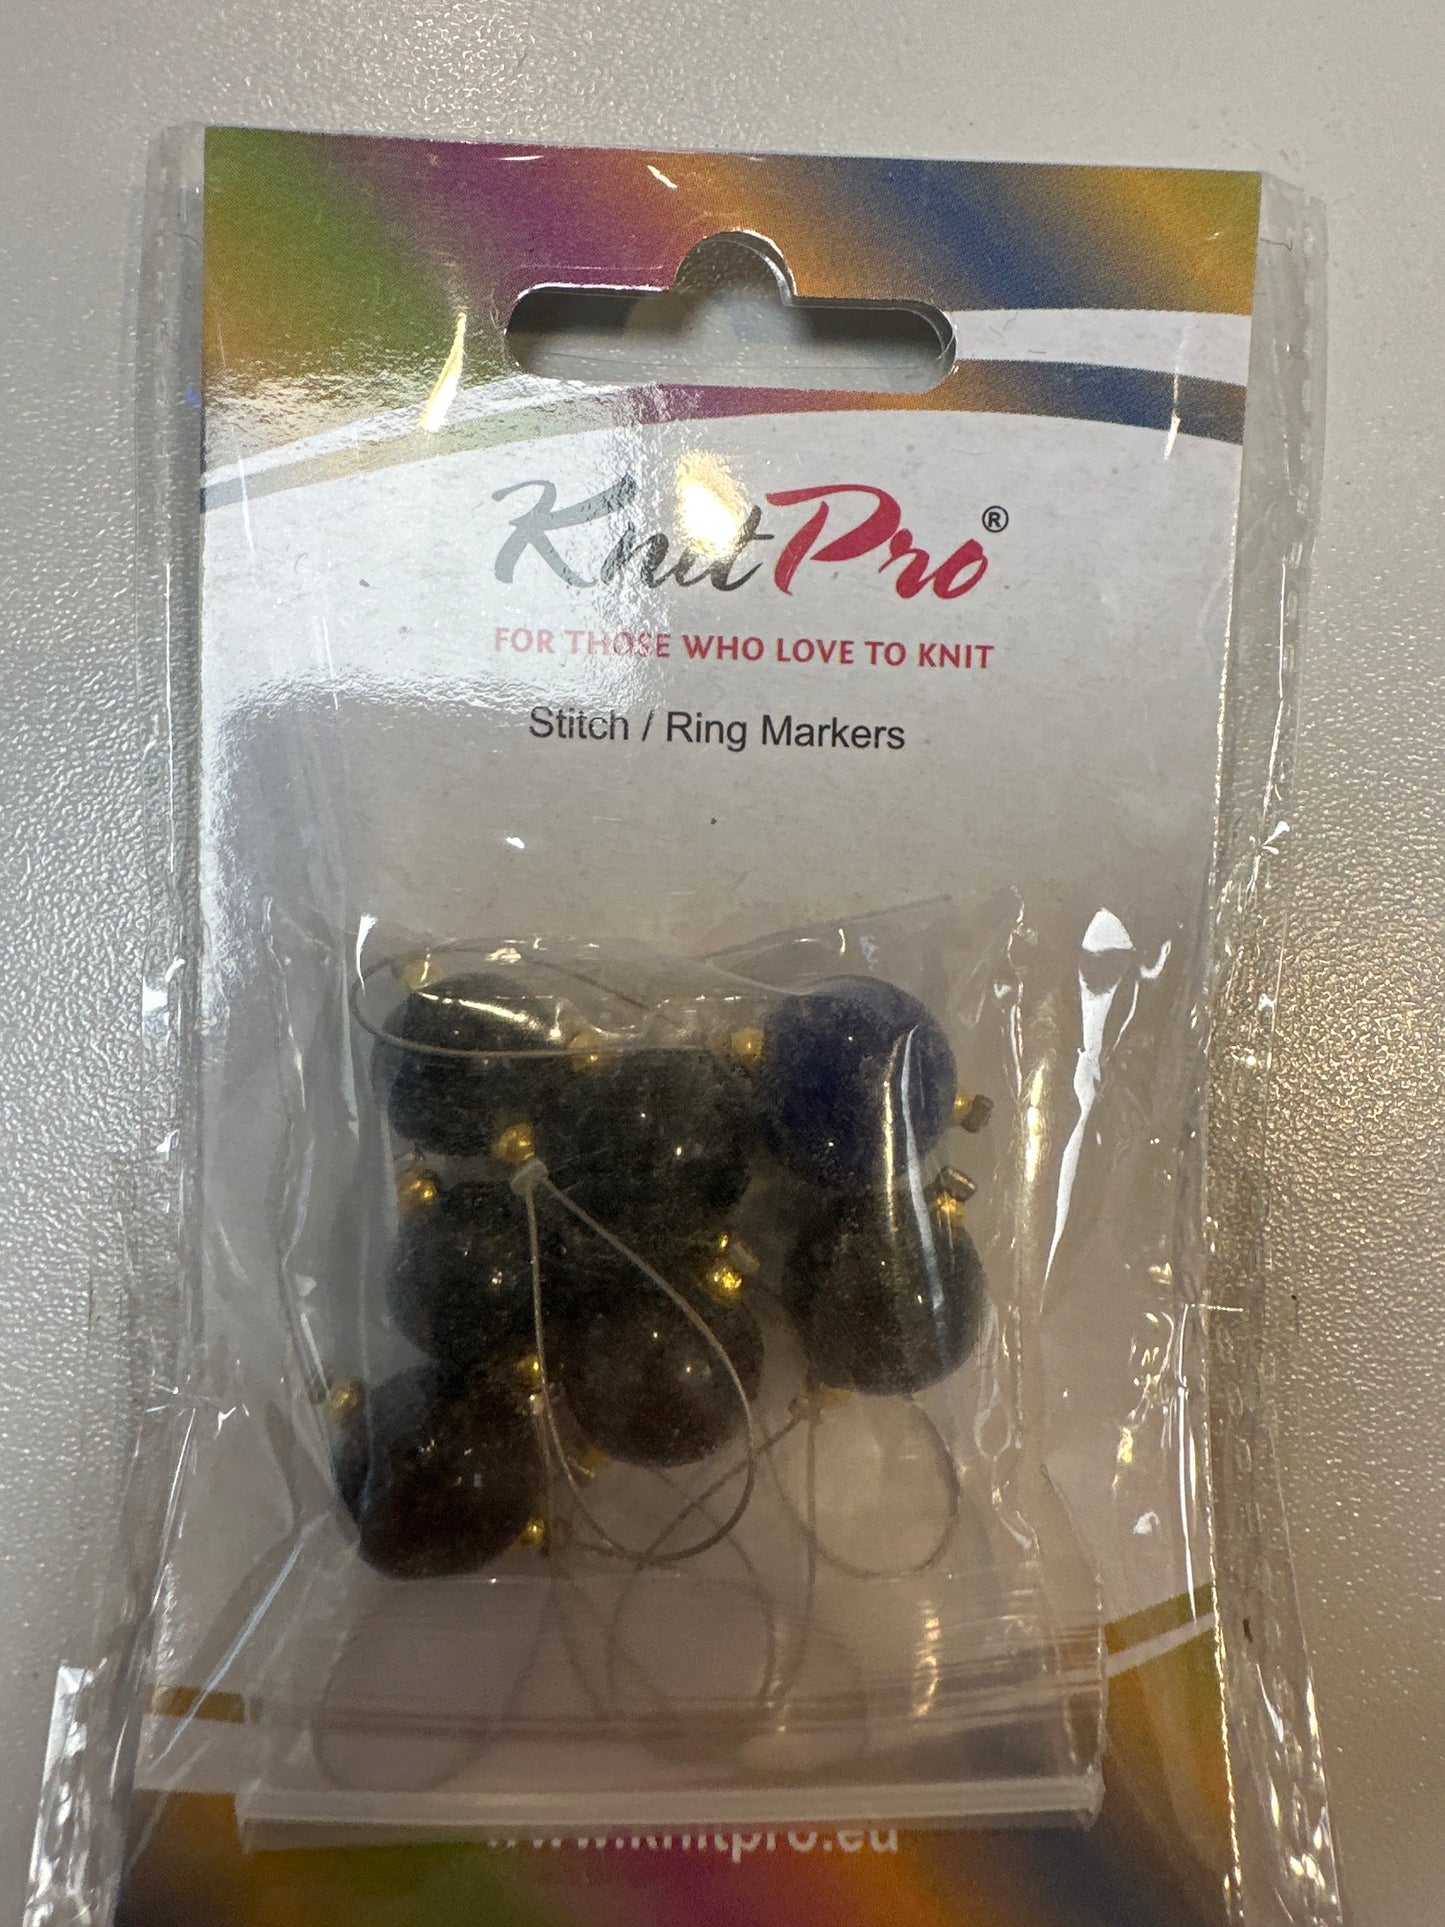 KnitPro®
FOR THOSE WHO LOVE TO KNIT
Stitch / Ring Markers
www.knitpro.eu